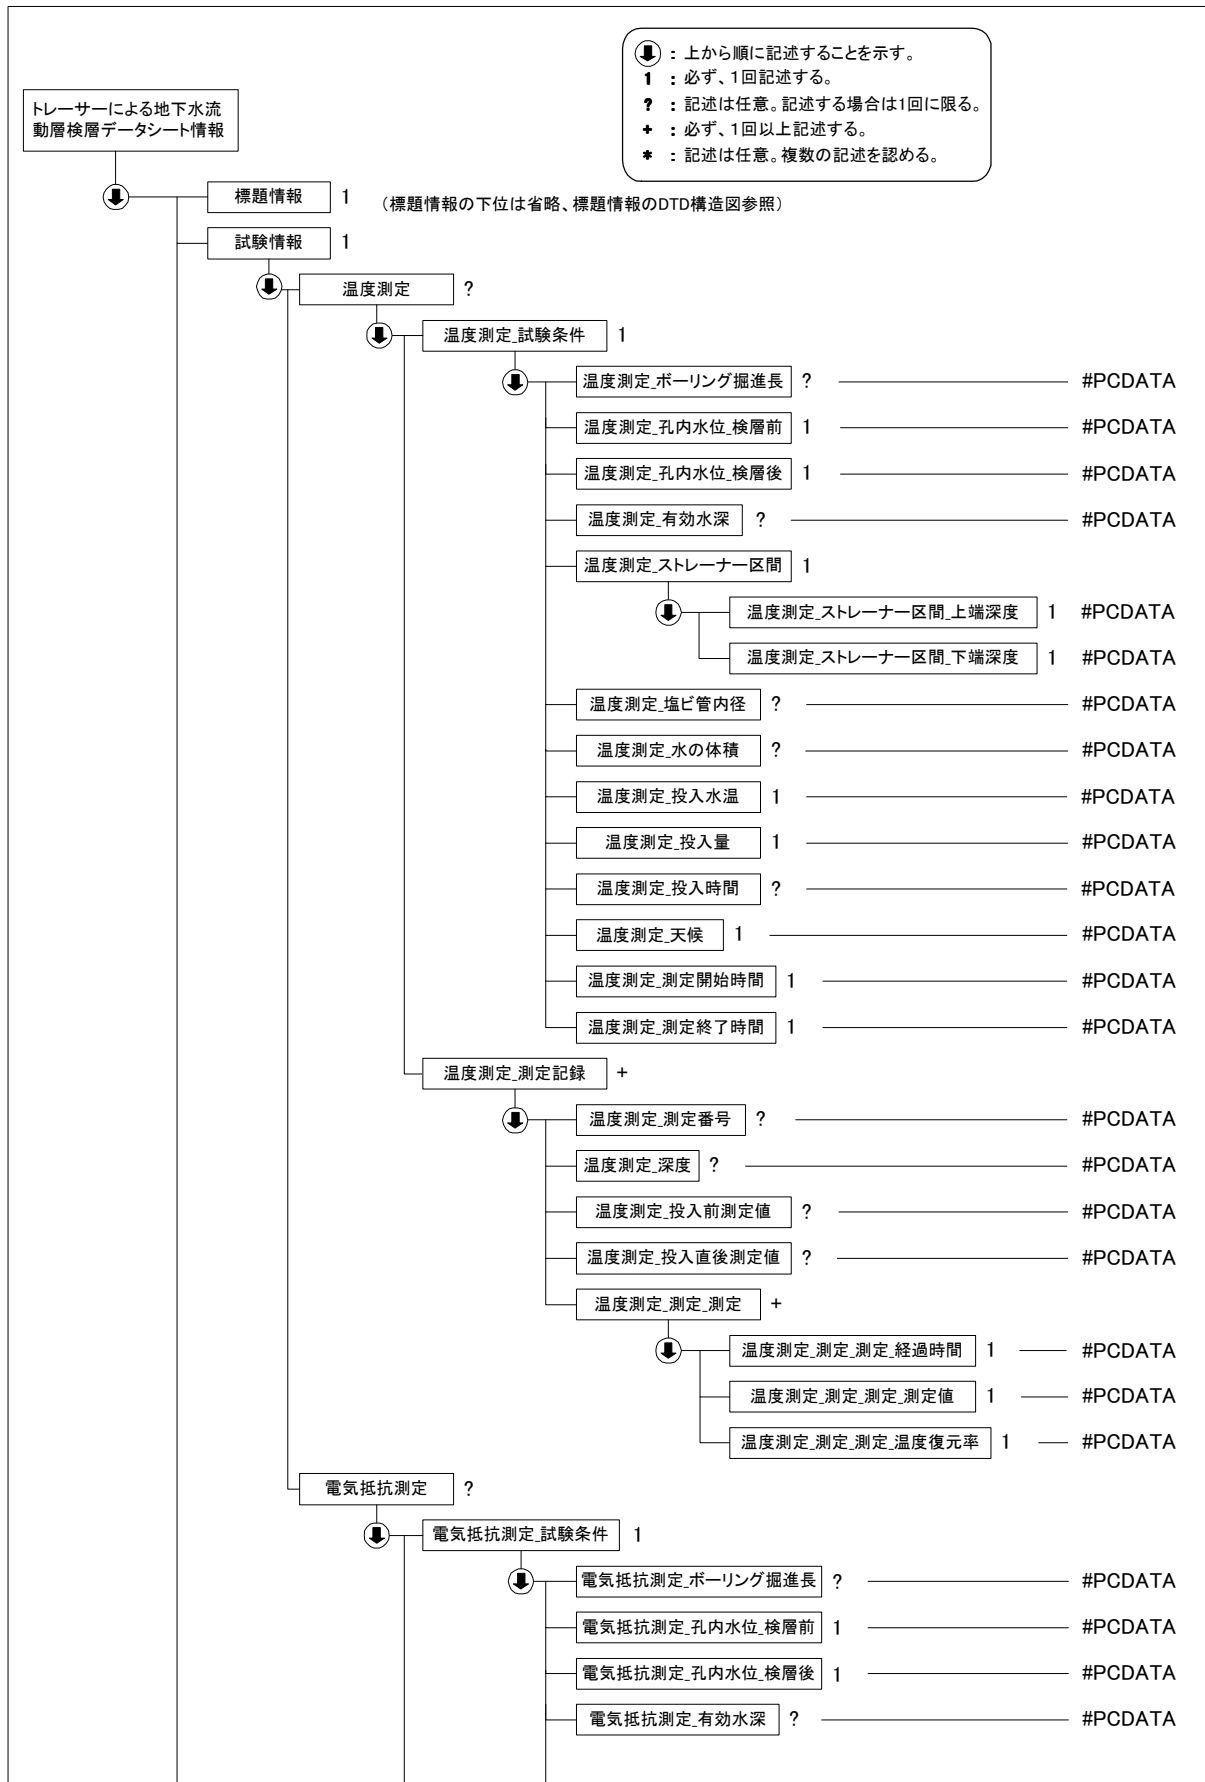 ⬇ : 上から順に記述することを示す。
1 : 必ず、1回記述する。
? : 記述は任意。記述する場合は1回に限る。
+ : 必ず、1回以上記述する。
* : 記述は任意。複数の記述を認める。
トレーサーによる地下水流
動層検層データシート情報
標題情報 1 (標題情報の下位は省略、標題情報のDTD構造図参照)
試験情報 1
温度測定 ?
温度測定_試験条件 1
温度測定_ボーリング掘進長 ? #PCDATA
温度測定_孔内水位_検層前 1 #PCDATA
温度測定_孔内水位_検層後 1 #PCDATA
温度測定_有効水深 ? #PCDATA
温度測定_ストレーナー区間 1
温度測定_ストレーナー区間_上端深度 1 #PCDATA
温度測定_ストレーナー区間_下端深度 1 #PCDATA
温度測定_塩ビ管内径 ? #PCDATA
温度測定_水の体積 ? #PCDATA
温度測定_投入水温 1 #PCDATA
温度測定_投入量 1 #PCDATA
温度測定_投入時間 ? #PCDATA
温度測定_天候 1 #PCDATA
温度測定_測定開始時間 1 #PCDATA
温度測定_測定終了時間 1 #PCDATA
温度測定_測定記録 +
温度測定_測定番号 ? #PCDATA
温度測定_深度 ? #PCDATA
温度測定_投入前測定値 ? #PCDATA
温度測定_投入直後測定値 ? #PCDATA
温度測定_測定_測定 +
温度測定_測定_測定_経過時間 1 #PCDATA
温度測定_測定_測定_測定値 1 #PCDATA
温度測定_測定_測定_温度復元率 1 #PCDATA
電気抵抗測定 ?
電気抵抗測定_試験条件 1
電気抵抗測定_ボーリング掘進長 ? #PCDATA
電気抵抗測定_孔内水位_検層前 1 #PCDATA
電気抵抗測定_孔内水位_検層後 1 #PCDATA
電気抵抗測定_有効水深 ? #PCDATA